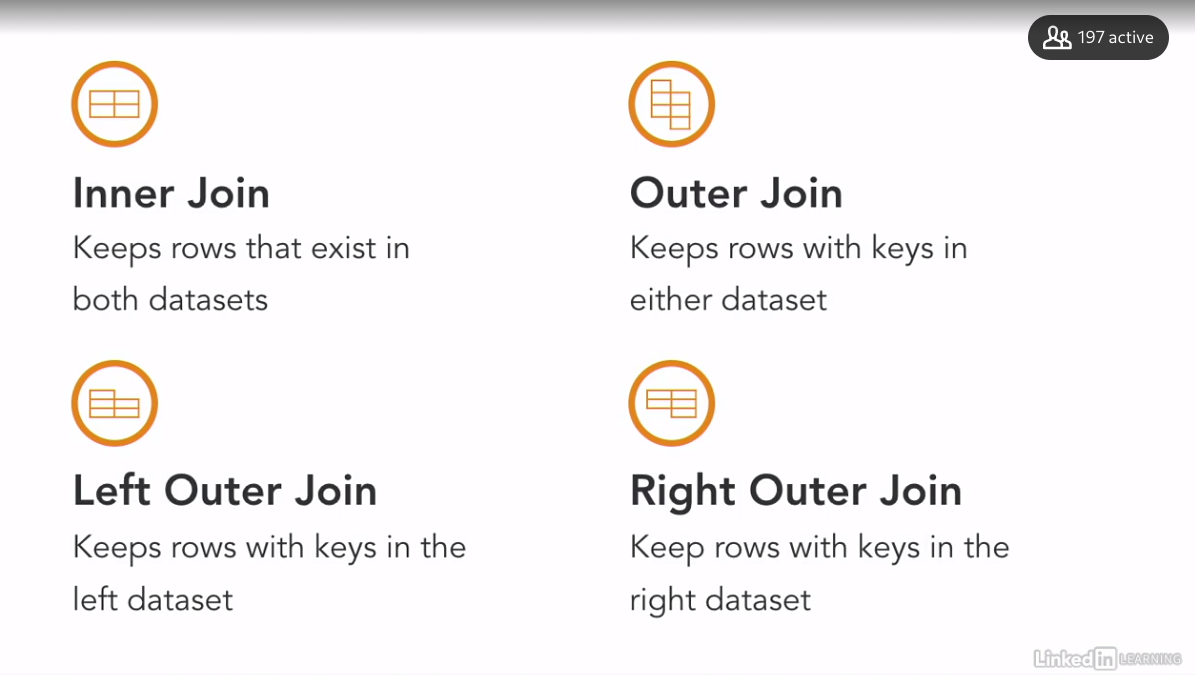 197 active
Inner Join
Keeps rows that exist in
both datasets
Outer Join
Keeps rows with keys in
either dataset
Left Outer Join
Keeps rows with keys in the
left dataset
Right Outer Join
Keep rows with keys in the
right dataset
LinkedIn LEARNING